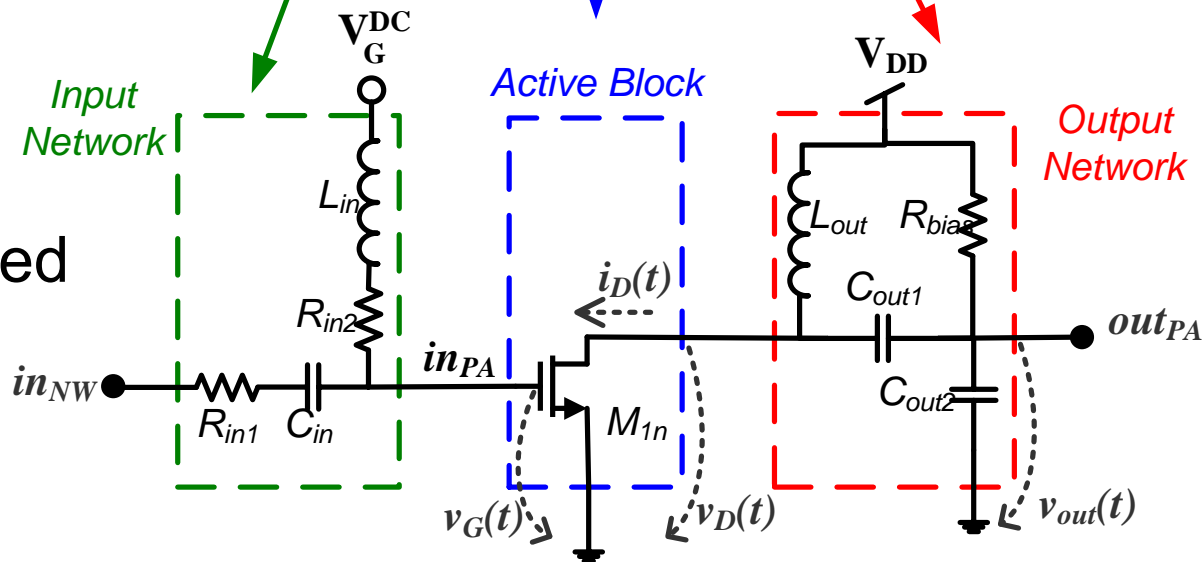 V_G^DC
V_DD
Input
Network
Active Block
Output
Network
L_in
L_out
R_bias
ed
i_D(t)
C_out1
R_in2
out_PA
in_PA
in_NW
C_out2
R_in1
C_in
M_1n
v_G(t)
v_D(t)
v_out(t)